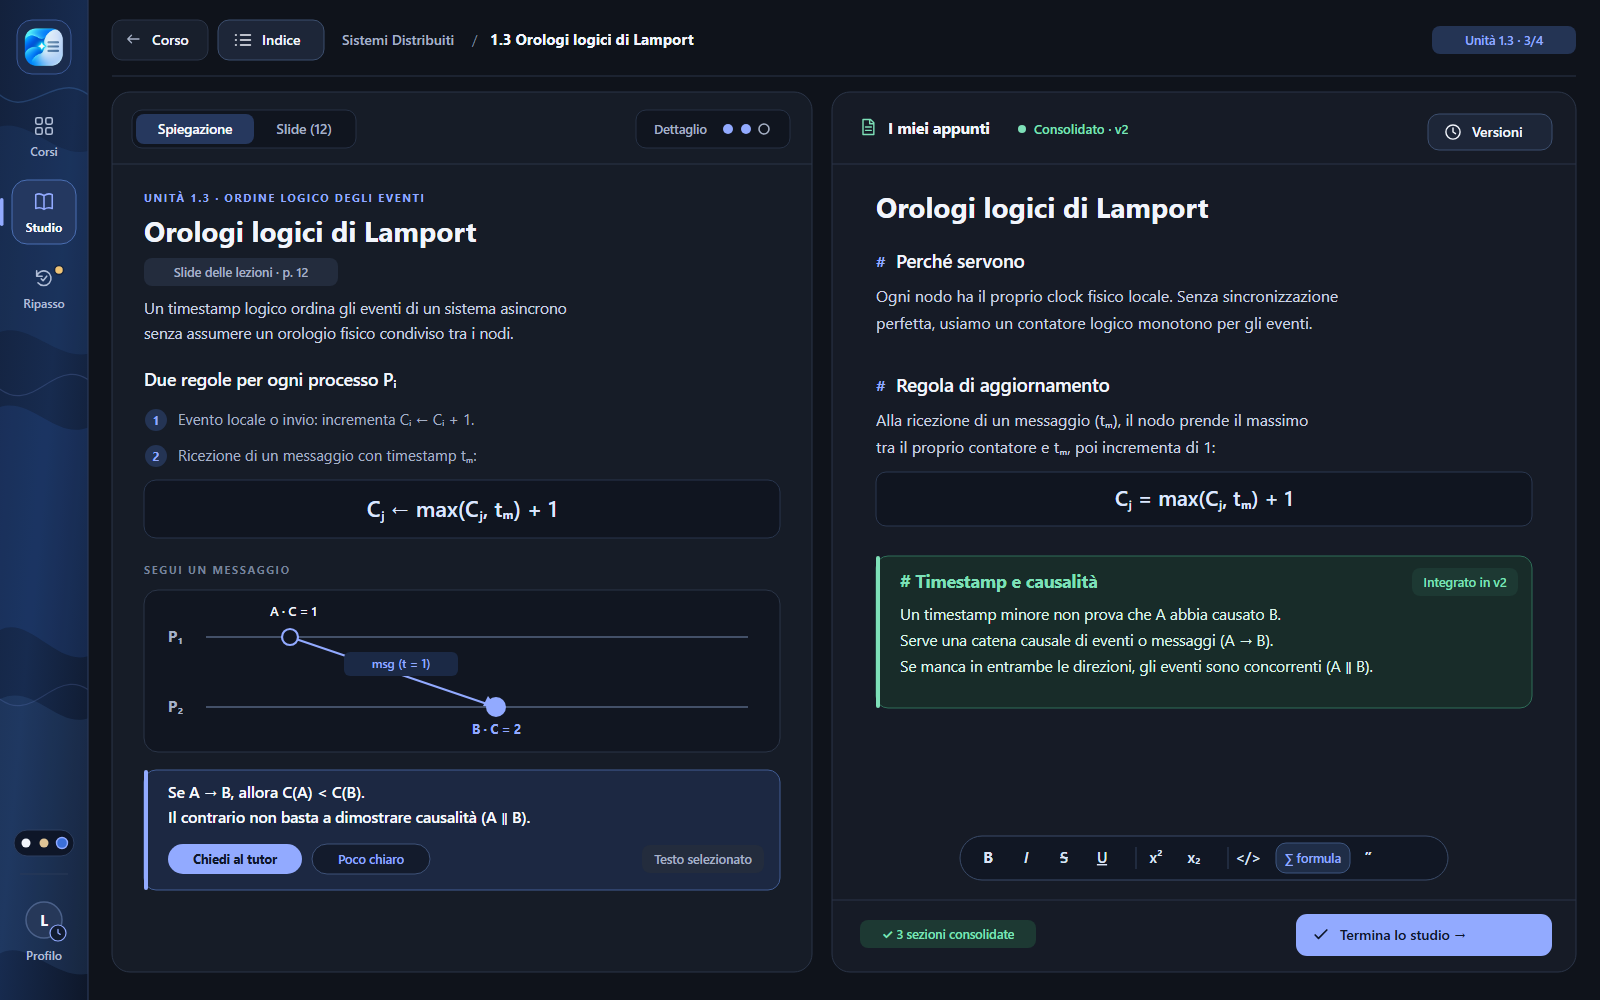 Corsi
Studio
Ripasso
L
Profilo
← Corso
Indice
Sistemi Distribuiti / 1.3 Orologi logici di Lamport
Unità 1.3 · 3/4
Spiegazione
Slide (12)
Dettaglio
UNITÀ 1.3 · ORDINE LOGICO DEGLI EVENTI
Orologi logici di Lamport
Slide delle lezioni · p. 12
Un timestamp logico ordina gli eventi di un sistema asincrono
senza assumere un orologio fisico condiviso tra i nodi.
Due regole per ogni processo Pᵢ
1 Evento locale o invio: incrementa Cᵢ ← Cᵢ + 1.
2 Ricezione di un messaggio con timestamp tₘ:
Cⱼ ← max(Cⱼ, tₘ) + 1
SEGUI UN MESSAGGIO
A · C = 1
P₁
msg (t = 1)
P₂
B · C = 2
Se A → B, allora C(A) < C(B).
Il contrario non basta a dimostrare causalità (A ∥ B).
Chiedi al tutor
Poco chiaro
Testo selezionato
I miei appunti
Consolidato · v2
Versioni
Orologi logici di Lamport
# Perché servono
Ogni nodo ha il proprio clock fisico locale. Senza sincronizzazione
perfetta, usiamo un contatore logico monotono per gli eventi.
# Regola di aggiornamento
Alla ricezione di un messaggio (tₘ), il nodo prende il massimo
tra il proprio contatore e tₘ, poi incrementa di 1:
Cⱼ = max(Cⱼ, tₘ) + 1
# Timestamp e causalità
Integrato in v2
Un timestamp minore non prova che A abbia causato B.
Serve una catena causale di eventi o messaggi (A → B).
Se manca in entrambe le direzioni, gli eventi sono concorrenti (A ∥ B).
B I S U x² x₂ </> ∑ formula ″
✓ 3 sezioni consolidate
Termina lo studio →